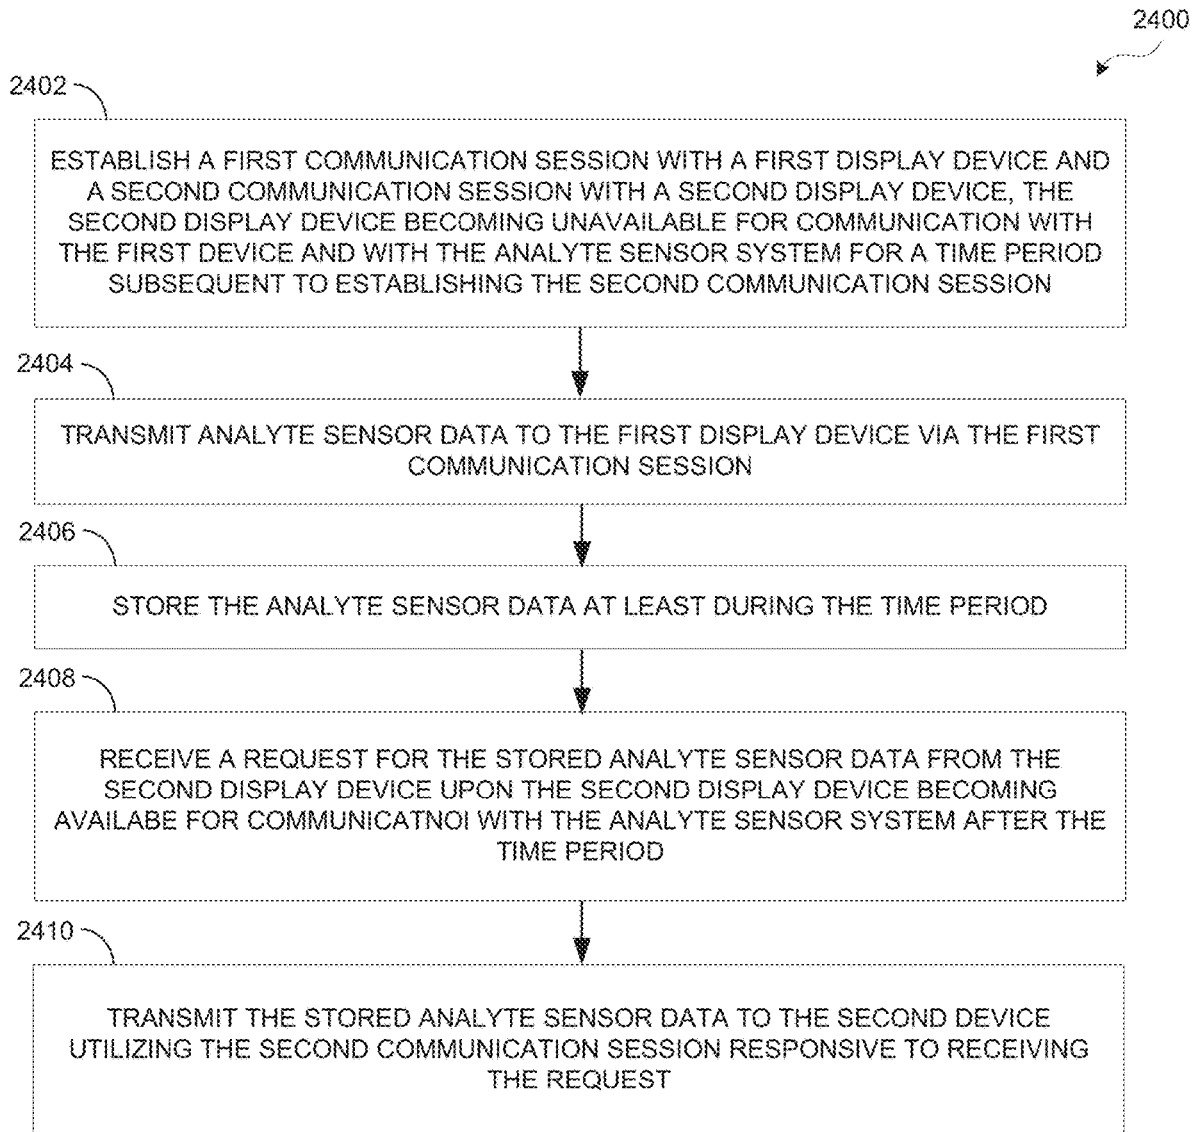 2400
2402
ESTABLISH A FIRST COMMUNICATION SESSION WITH A FIRST DISPLAY DEVICE AND
A SECOND COMMUNICATION SESSION WITH A SECOND DISPLAY DEVICE, THE
SECOND DISPLAY DEVICE BECOMING UNAVAILABLE FOR COMMUNICATION WITH
THE FIRST DEVICE AND WITH THE ANALYTE SENSOR SYSTEM FOR A TIME PERIOD
SUBSEQUENT TO ESTABLISHING THE SECOND COMMUNICATION SESSION
2404
TRANSMIT ANALYTE SENSOR DATA TO THE FIRST DISPLAY DEVICE VIA THE FIRST
COMMUNICATION SESSION
2406
STORE THE ANALYTE SENSOR DATA AT LEAST DURING THE TIME PERIOD
2408
RECEIVE A REQUEST FOR THE STORED ANALYTE SENSOR DATA FROM THE
SECOND DISPLAY DEVICE UPON THE SECOND DISPLAY DEVICE BECOMING
AVAILABE FOR COMMUNICATNOI WITH THE ANALYTE SENSOR SYSTEM AFTER THE
TIME PERIOD
2410
TRANSMIT THE STORED ANALYTE SENSOR DATA TO THE SECOND DEVICE
UTILIZING THE SECOND COMMUNICATION SESSION RESPONSIVE TO RECEIVING
THE REQUEST